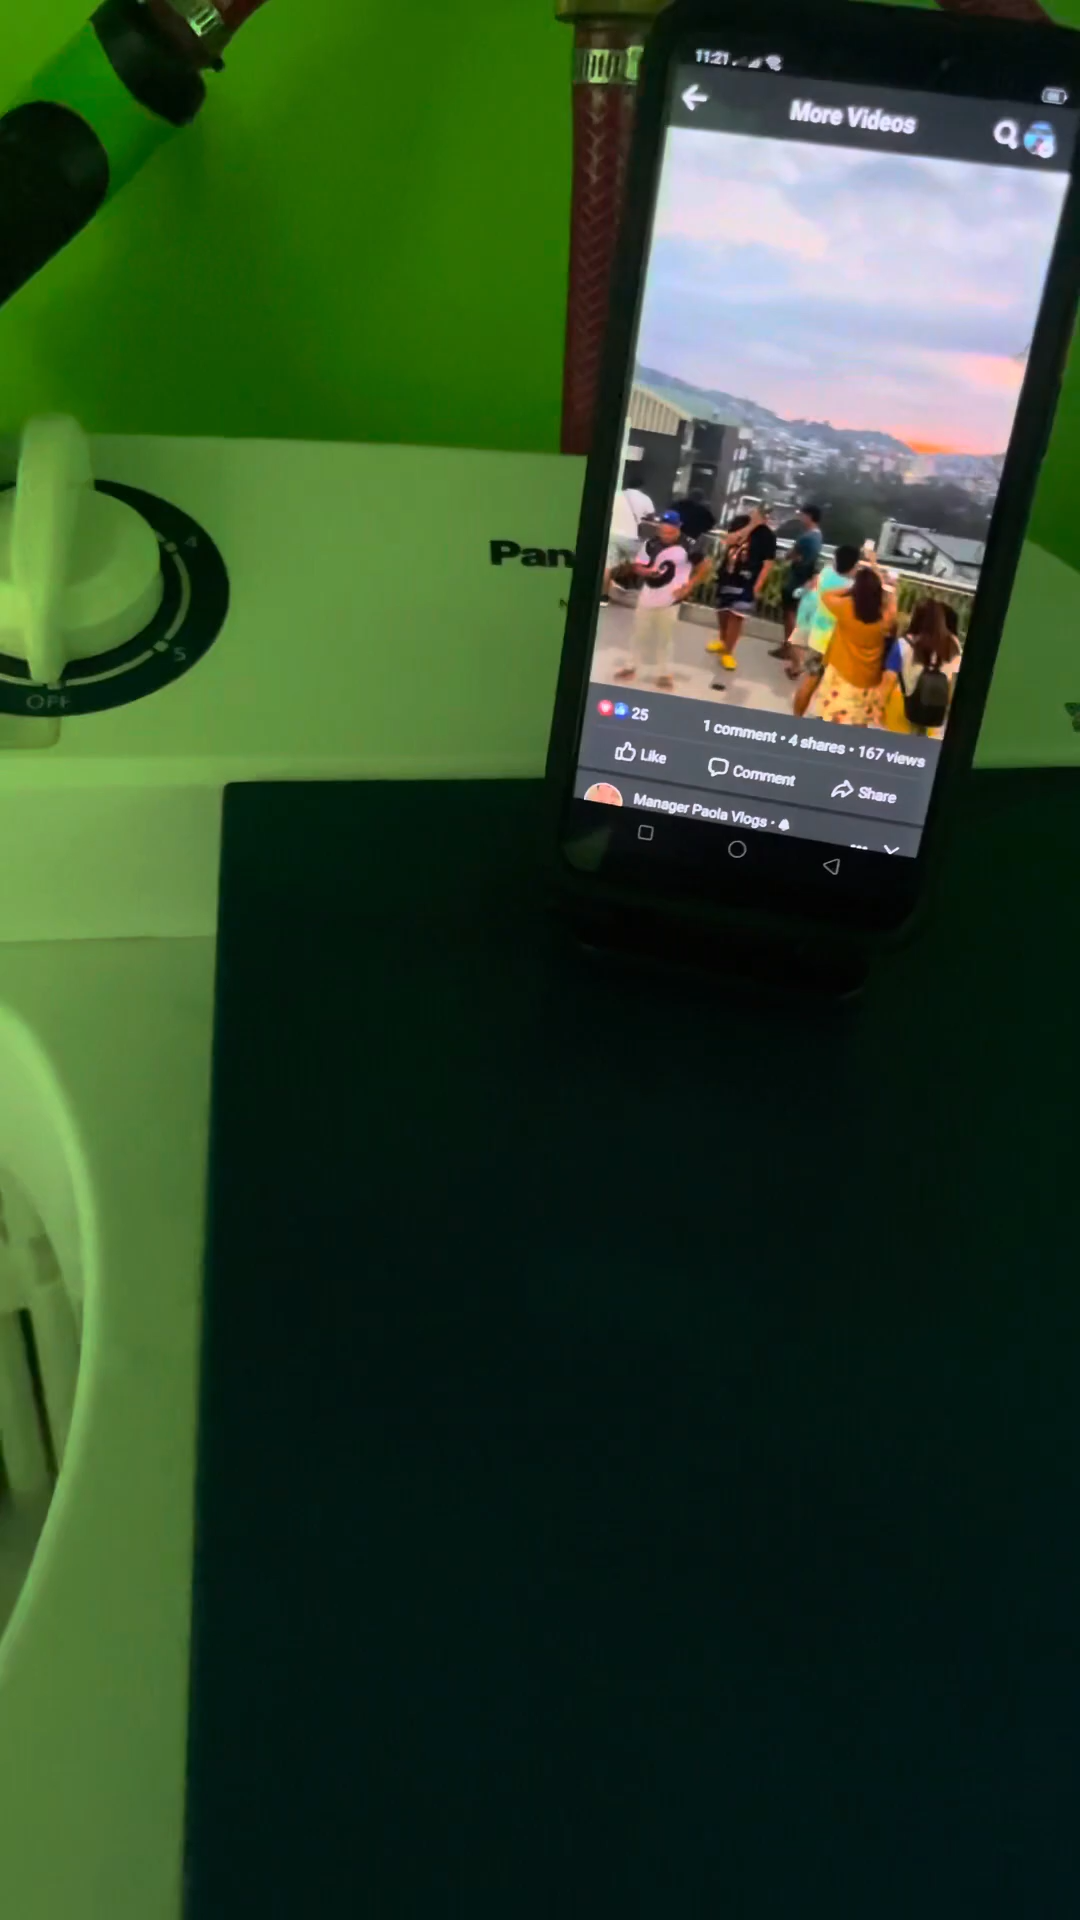 11:21
More Videos
4
Pan
5
OFF
25
1 comment • 4 shares • 167 views
Like
Comment
Share
Manager Paola Vlogs